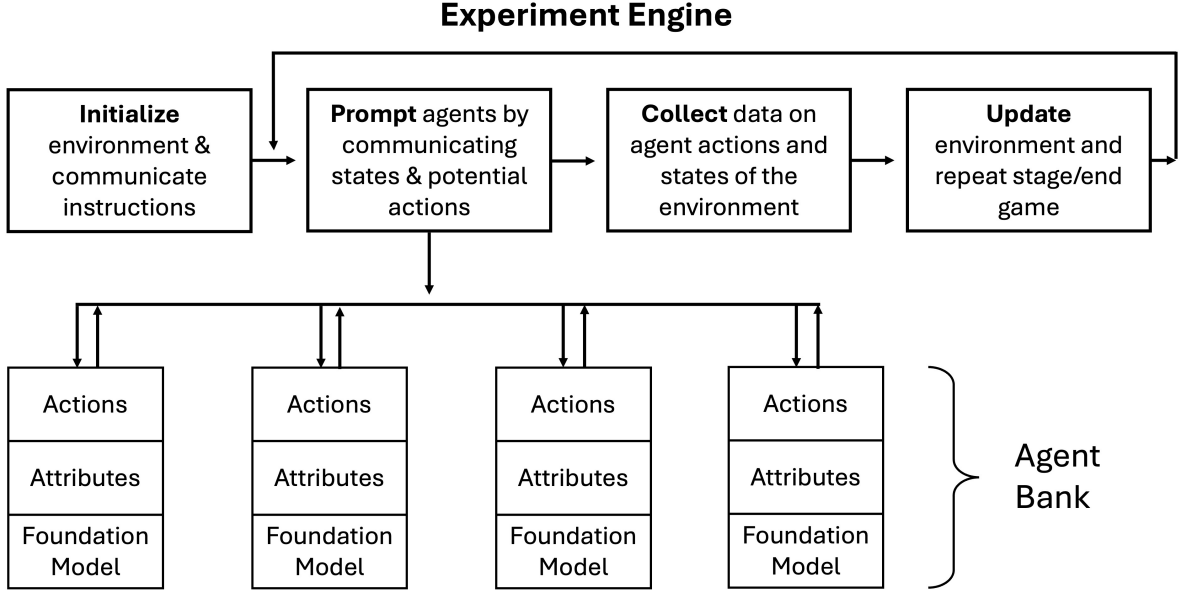 Experiment Engine
Initialize
environment &
communicate
instructions
Prompt agents by
communicating
states & potential
actions
Collect data on
agent actions and
states of the
environment
Update
environment and
repeat stage/end
game
Actions
Attributes
Foundation
Model
Actions
Attributes
Foundation
Model
Actions
Attributes
Foundation
Model
Actions
Attributes
Foundation
Model
Agent
Bank